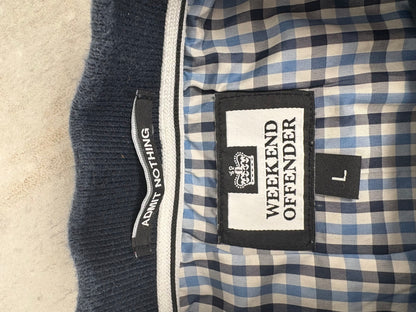 ADMIT NOTHING
WEEKEND
OFFENDER
L